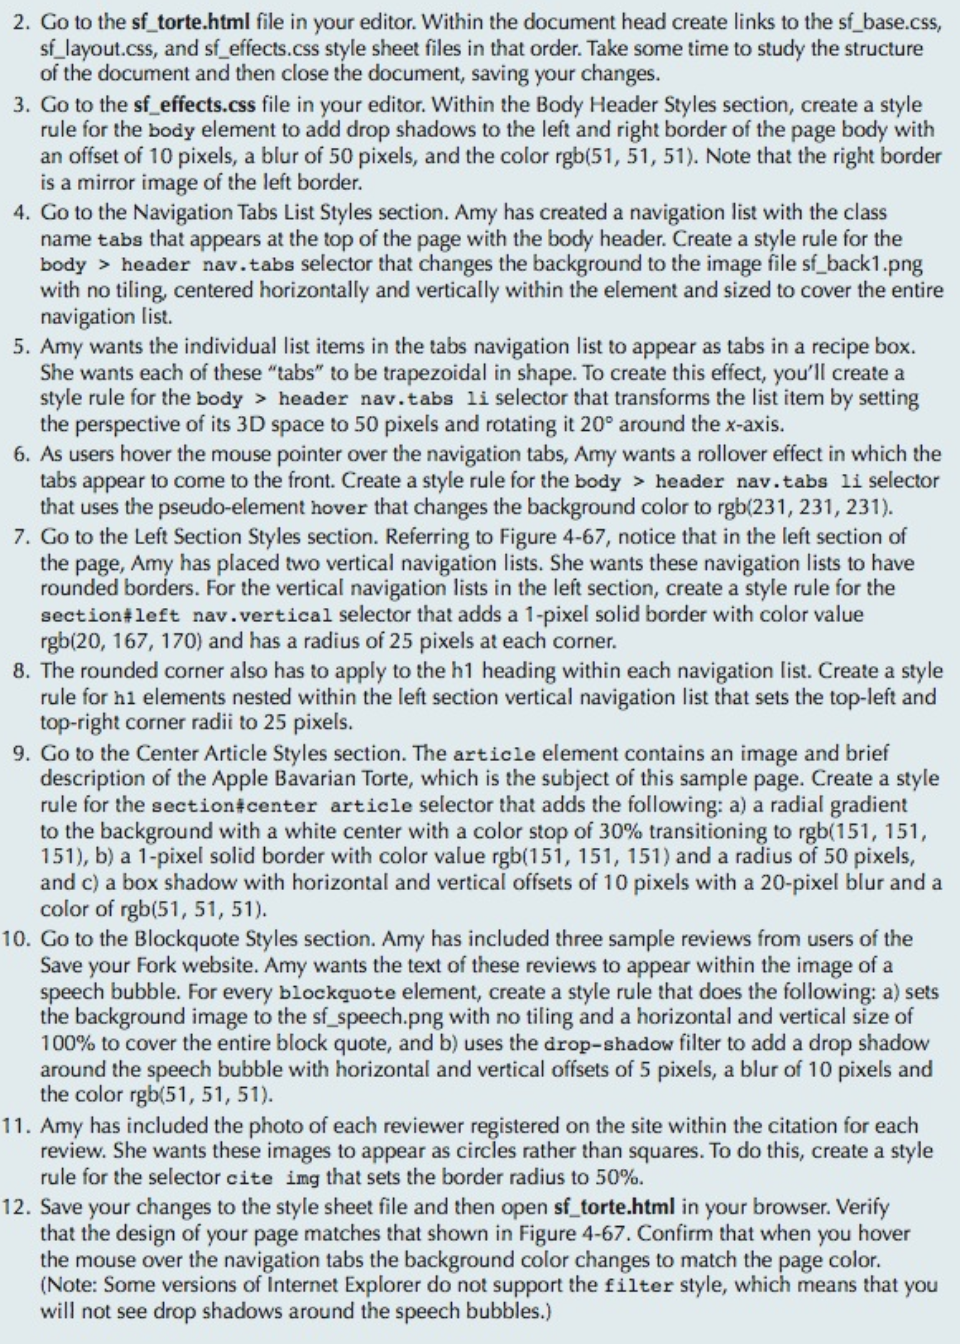 2. Go to the sf_torte.html file in your editor. Within the document head create links to the sf_base.css,
sf_layout.css, and sf_effects.css style sheet files in that order. Take some time to study the structure
of the document and then close the document, saving your changes.
3. Go to the sf_effects.css file in your editor. Within the Body Header Styles section, create a style
rule for the body element to add drop shadows to the left and right border of the page body with
an offset of 10 pixels, a blur of 50 pixels, and the color rgb(51, 51, 51). Note that the right border
is a mirror image of the left border.
4. Go to the Navigation Tabs List Styles section. Amy has created a navigation list with the class
name tabs that appears at the top of the page with the body header. Create a style rule for the
body > header nav.tabs selector that changes the background to the image file sf_back1.png
with no tiling, centered horizontally and vertically within the element and sized to cover the entire
navigation list.
5. Amy wants the individual list items in the tabs navigation list to appear as tabs in a recipe box.
She wants each of these “tabs” to be trapezoidal in shape. To create this effect, you’ll create a
style rule for the body > header nav.tabs li selector that transforms the list item by setting
the perspective of its 3D space to 50 pixels and rotating it 20° around the x-axis.
6. As users hover the mouse pointer over the navigation tabs, Amy wants a rollover effect in which the
tabs appear to come to the front. Create a style rule for the body > header nav.tabs li selector
that uses the pseudo-element hover that changes the background color to rgb(231, 231, 231).
7. Go to the Left Section Styles section. Referring to Figure 4-67, notice that in the left section of
the page, Amy has placed two vertical navigation lists. She wants these navigation lists to have
rounded borders. For the vertical navigation lists in the left section, create a style rule for the
section#left nav.vertical selector that adds a 1-pixel solid border with color value
rgb(20, 167, 170) and has a radius of 25 pixels at each corner.
8. The rounded corner also has to apply to the h1 heading within each navigation list. Create a style
rule for h1 elements nested within the left section vertical navigation list that sets the top-left and
top-right corner radii to 25 pixels.
9. Go to the Center Article Styles section. The article element contains an image and brief
description of the Apple Bavarian Torte, which is the subject of this sample page. Create a style
rule for the section#center article selector that adds the following: a) a radial gradient
to the background with a white center with a color stop of 30% transitioning to rgb(151, 151,
151), b) a 1-pixel solid border with color value rgb(151, 151, 151) and a radius of 50 pixels,
and c) a box shadow with horizontal and vertical offsets of 10 pixels with a 20-pixel blur and a
color of rgb(51, 51, 51).
10. Go to the Blockquote Styles section. Amy has included three sample reviews from users of the
Save your Fork website. Amy wants the text of these reviews to appear within the image of a
speech bubble. For every blockquote element, create a style rule that does the following: a) sets
the background image to the sf_speech.png with no tiling and a horizontal and vertical size of
100% to cover the entire block quote, and b) uses the drop-shadow filter to add a drop shadow
around the speech bubble with horizontal and vertical offsets of 5 pixels, a blur of 10 pixels and
the color rgb(51, 51, 51).
11. Amy has included the photo of each reviewer registered on the site within the citation for each
review. She wants these images to appear as circles rather than squares. To do this, create a style
rule for the selector cite img that sets the border radius to 50%.
12. Save your changes to the style sheet file and then open sf_torte.html in your browser. Verify
that the design of your page matches that shown in Figure 4-67. Confirm that when you hover
the mouse over the navigation tabs the background color changes to match the page color.
(Note: Some versions of Internet Explorer do not support the filter style, which means that you
will not see drop shadows around the speech bubbles.)